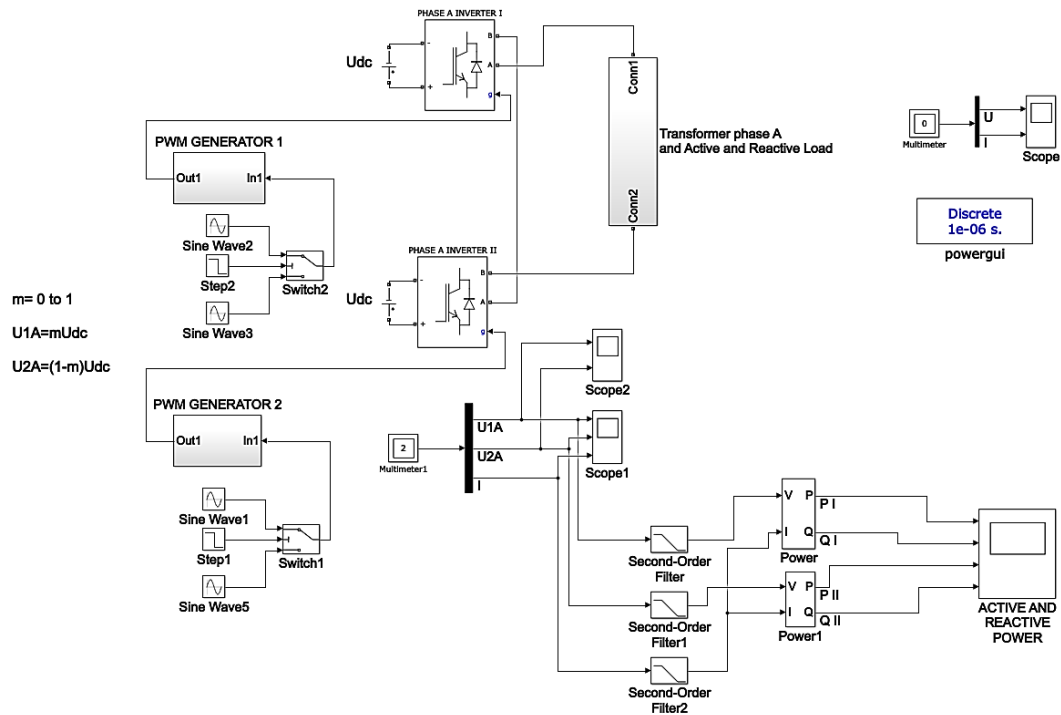 PHASE A INVERTER I
Udc
-
+
B
A
g
Conn1
Conn2
Transformer phase A
and Active and Reactive Load
0
Multimeter
U
I
Scope
Discrete
1e-06 s.
powergui
PWM GENERATOR 1
Out1
In1
Sine Wave2
Step2
Switch2
Sine Wave3
PHASE A INVERTER II
Udc
-
+
B
A
g
m= 0 to 1
U1A=mUdc
U2A=(1-m)Udc
PWM GENERATOR 2
Out1
In1
Sine Wave1
Step1
Switch1
Sine Wave5
2
Multimeter1
U1A
U2A
I
Scope2
Scope1
Second-Order
Filter
Second-Order
Filter1
Second-Order
Filter2
V
P
I
Q
Power
P I
Q I
V
P
I
Q
Power1
P II
Q II
ACTIVE AND
REACTIVE
POWER